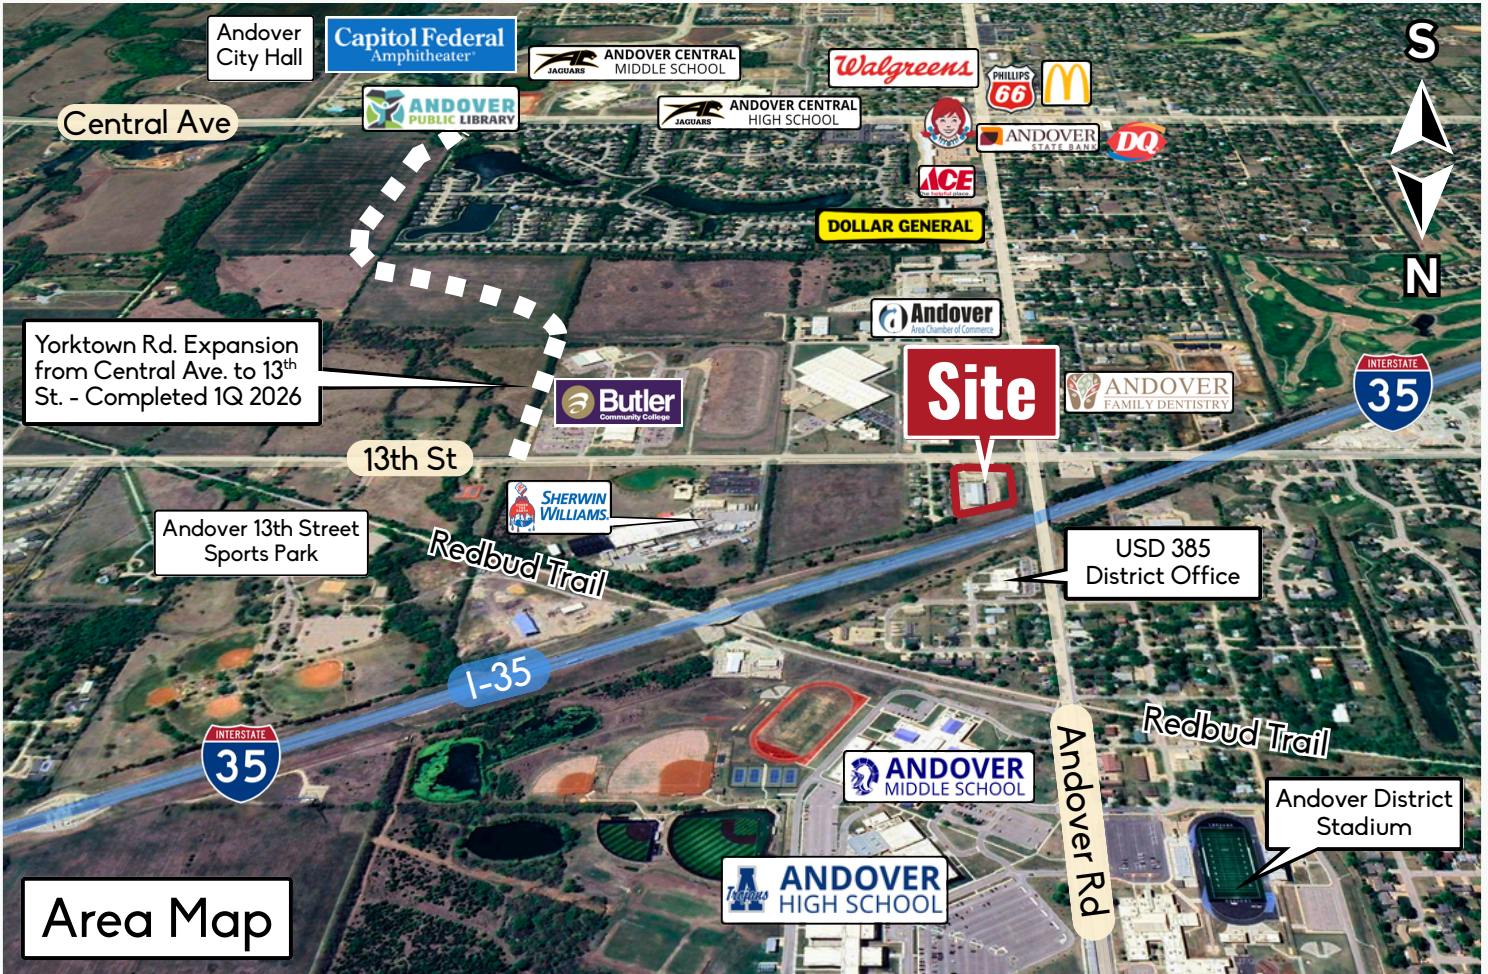 Andover
City Hall
Capitol Federal
Amphitheater
JAGUARS
ANDOVER CENTRAL
MIDDLE SCHOOL
Walgreens
PHILLIPS
66
ANDOVER
PUBLIC LIBRARY
JAGUARS
ANDOVER CENTRAL
HIGH SCHOOL
Central Ave
ANDOVER
STATE BANK
DQ
ACE
The helpful place.
DOLLAR GENERAL
S
N
Andover
Area Chamber of Commerce
Yorktown Rd. Expansion
from Central Ave. to 13th
St. - Completed 1Q 2026
Butler
Community College
Site
ANDOVER
FAMILY DENTISTRY
INTERSTATE
35
13th St
SHERWIN
WILLIAMS
Andover 13th Street
Sports Park
Redbud Trail
USD 385
District Office
I-35
INTERSTATE
35
Redbud Trail
Andover Rd
ANDOVER
MIDDLE SCHOOL
Andover District
Stadium
A
Trojans
ANDOVER
HIGH SCHOOL
Area Map